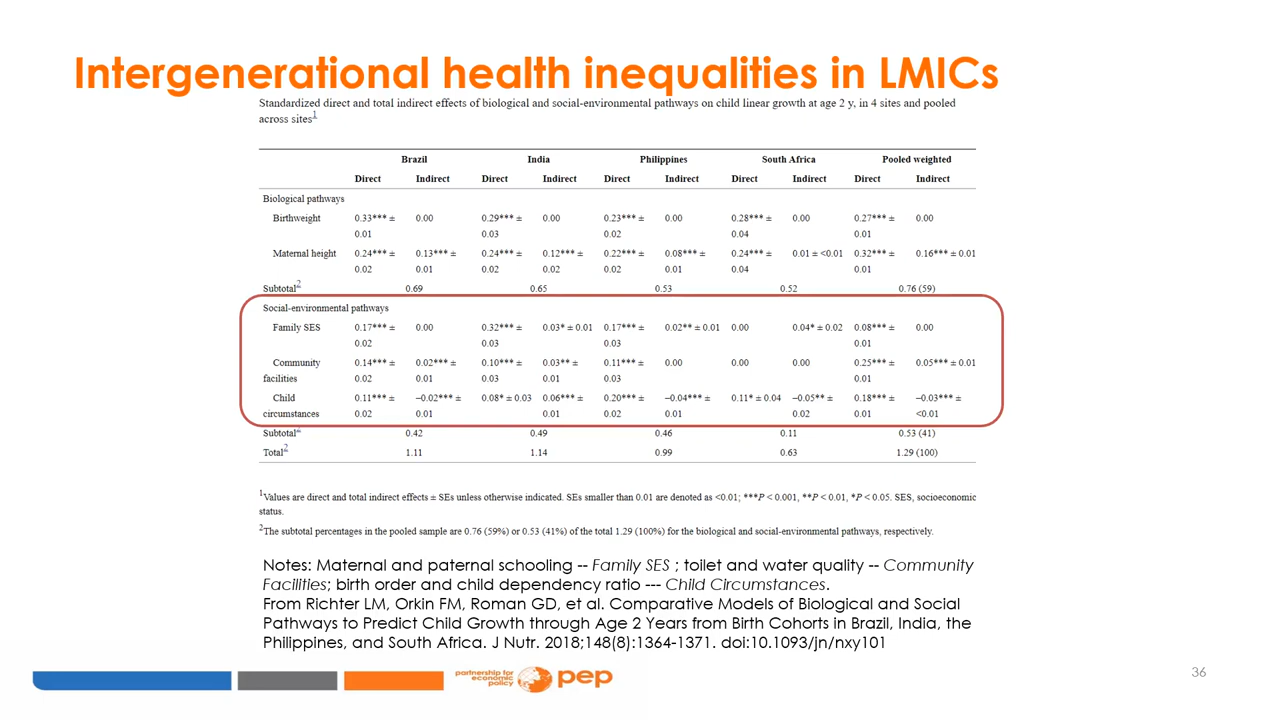 Intergenerational health inequalities in LMICs
Standardized direct and total indirect effects of biological and social-environmental pathways on child linear growth at age 2 y, in 4 sites and pooled
across sites1
Brazil India Philippines South Africa Pooled weighted
Direct Indirect Direct Indirect Direct Indirect Direct Indirect Direct Indirect
Biological pathways
Birthweight 0.33*** ± 0.00 0.29*** ± 0.00 0.23*** ± 0.00 0.28*** ± 0.00 0.27*** ± 0.00
0.01 0.03 0.02 0.04 0.01
Maternal height 0.24*** ± 0.13*** ± 0.24*** ± 0.12*** ± 0.22*** ± 0.08*** ± 0.24*** ± 0.01 ± <0.01 0.32*** ± 0.16*** ± 0.01
0.02 0.01 0.02 0.02 0.02 0.01 0.04 0.01
Subtotal2 0.69 0.65 0.53 0.52 0.76 (59)
Social-environmental pathways
Family SES 0.17*** ± 0.00 0.32*** ± 0.03* ± 0.01 0.17*** ± 0.02** ± 0.01 0.00 0.04* ± 0.02 0.08*** ± 0.00
0.02 0.03 0.03 0.01
Community 0.14*** ± 0.02*** ± 0.10*** ± 0.03** ± 0.11*** ± 0.00 0.00 0.00 0.25*** ± 0.05*** ± 0.01
facilities 0.02 0.01 0.03 0.01 0.03 0.01
Child 0.11*** ± −0.02*** ± 0.08* ± 0.03 0.06*** ± 0.20*** ± −0.04*** ± 0.11* ± 0.04 −0.05** ± 0.18*** ± −0.03*** ±
circumstances 0.02 0.01 0.01 0.02 0.01 0.02 0.01 <0.01
Subtotal2 0.42 0.49 0.46 0.11 0.53 (41)
Total2 1.11 1.14 0.99 0.63 1.29 (100)
1Values are direct and total indirect effects ± SEs unless otherwise indicated. SEs smaller than 0.01 are denoted as <0.01; ***P < 0.001, **P < 0.01, *P < 0.05. SES, socioeconomic
status.
2The subtotal percentages in the pooled sample are 0.76 (59%) or 0.53 (41%) of the total 1.29 (100%) for the biological and social-environmental pathways, respectively.
Notes: Maternal and paternal schooling -- Family SES ; toilet and water quality -- Community
Facilities; birth order and child dependency ratio --- Child Circumstances.
From Richter LM, Orkin FM, Roman GD, et al. Comparative Models of Biological and Social
Pathways to Predict Child Growth through Age 2 Years from Birth Cohorts in Brazil, India, the
Philippines, and South Africa. J Nutr. 2018;148(8):1364-1371. doi:10.1093/jn/nxy101
partnership for
economic
policy
pep
36